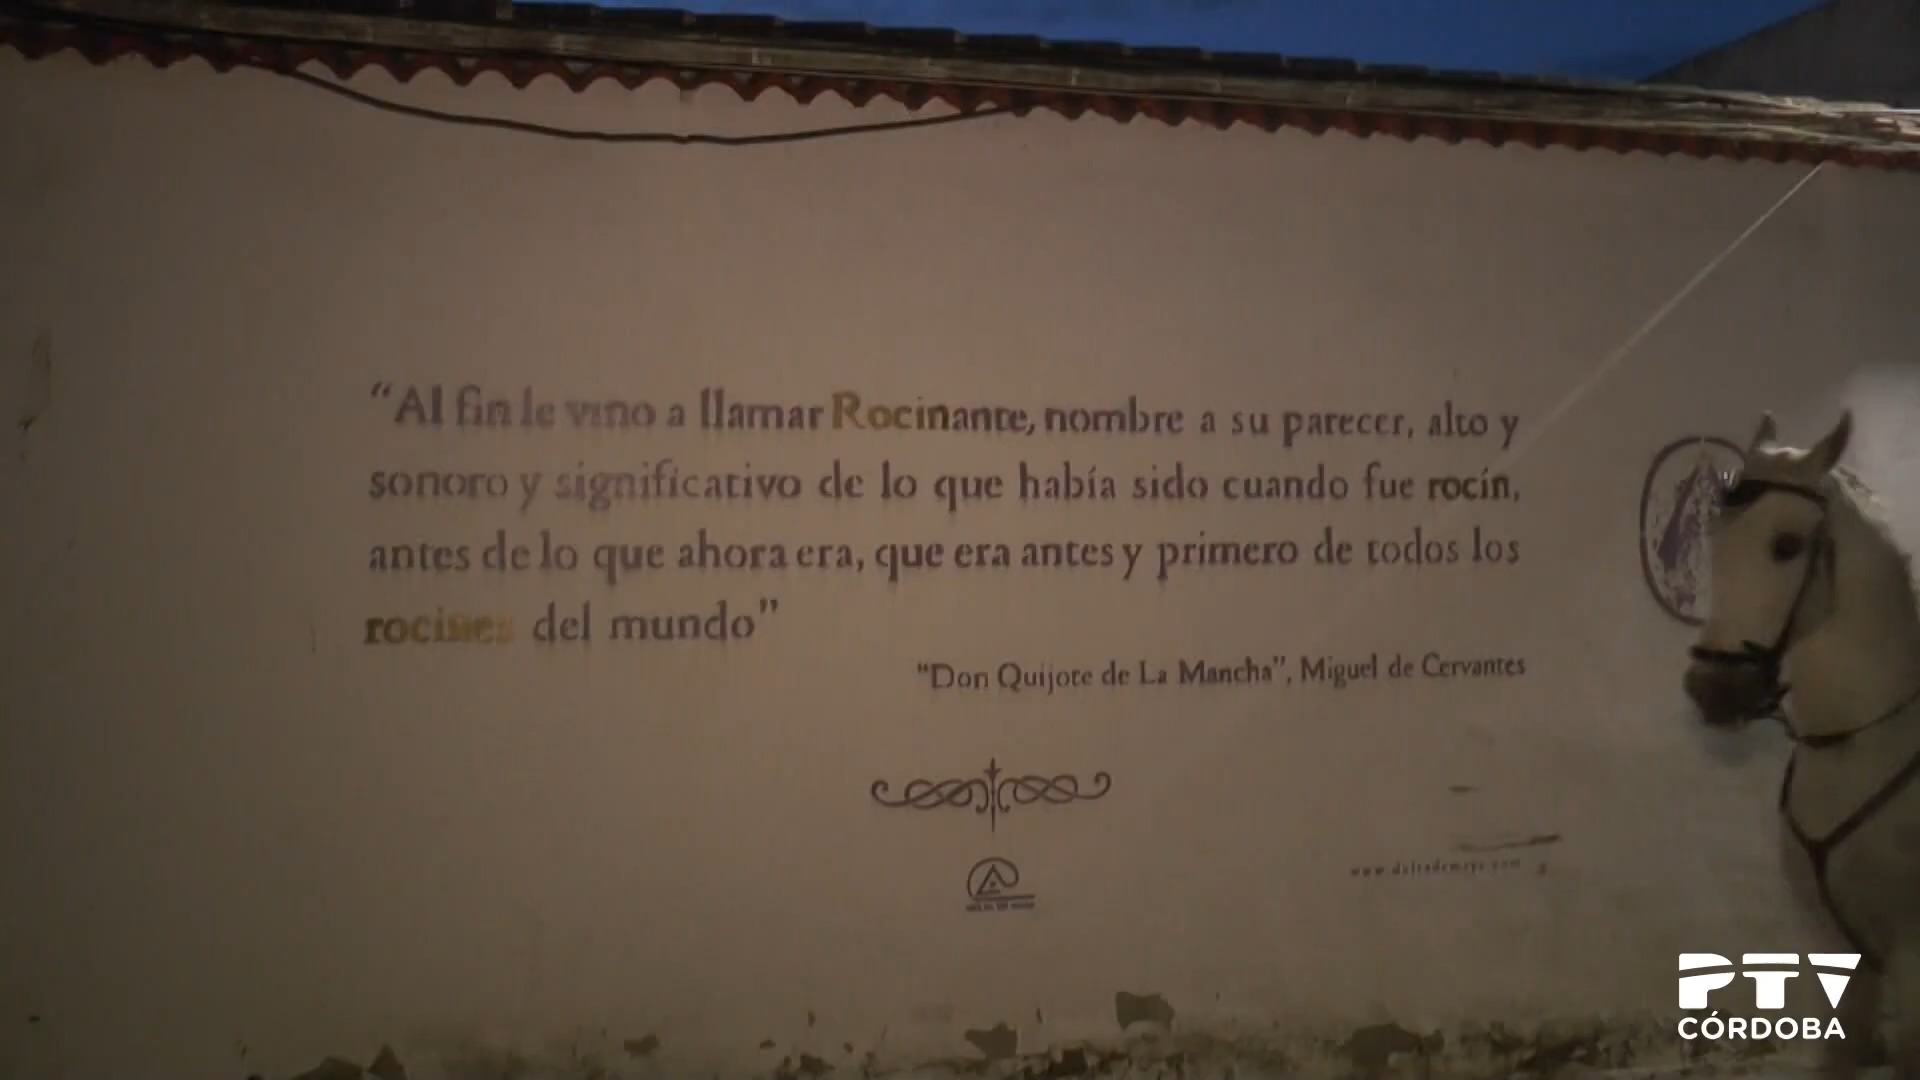 “Al fin le vino a llamar Rocinante, nombre a su parecer, alto y
sonoro y significativo de lo que había sido cuando fue rocín,
antes de lo que ahora era, que era antes y primero de todos los
rocines del mundo”
“Don Quijote de La Mancha”, Miguel de Cervantes
PTV
CÓRDOBA